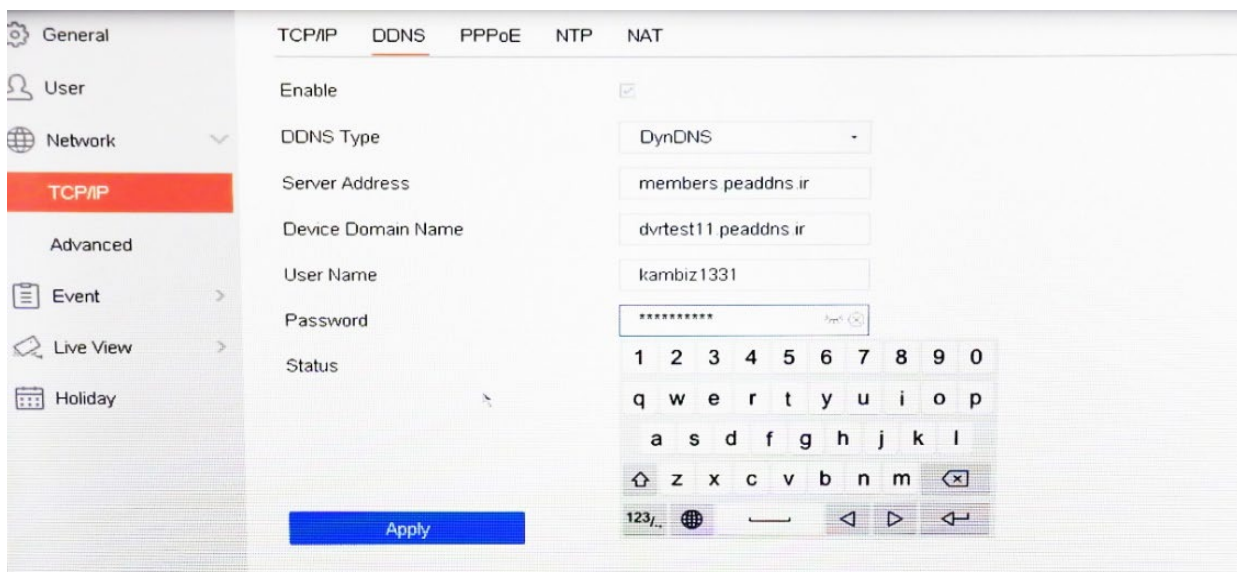 General
User
Network
TCP/IP
Advanced
Event
Live View
Holiday
TCP/IP DDNS PPPoE NTP NAT
Enable
DDNS Type DynDNS
Server Address members.peaddns.ir
Device Domain Name dvrtest11.peaddns.ir
User Name kambiz1331
Password **********
Status
1 2 3 4 5 6 7 8 9 0
q w e r t y u i o p
a s d f g h j k l
z x c v b n m
123/.,
Apply